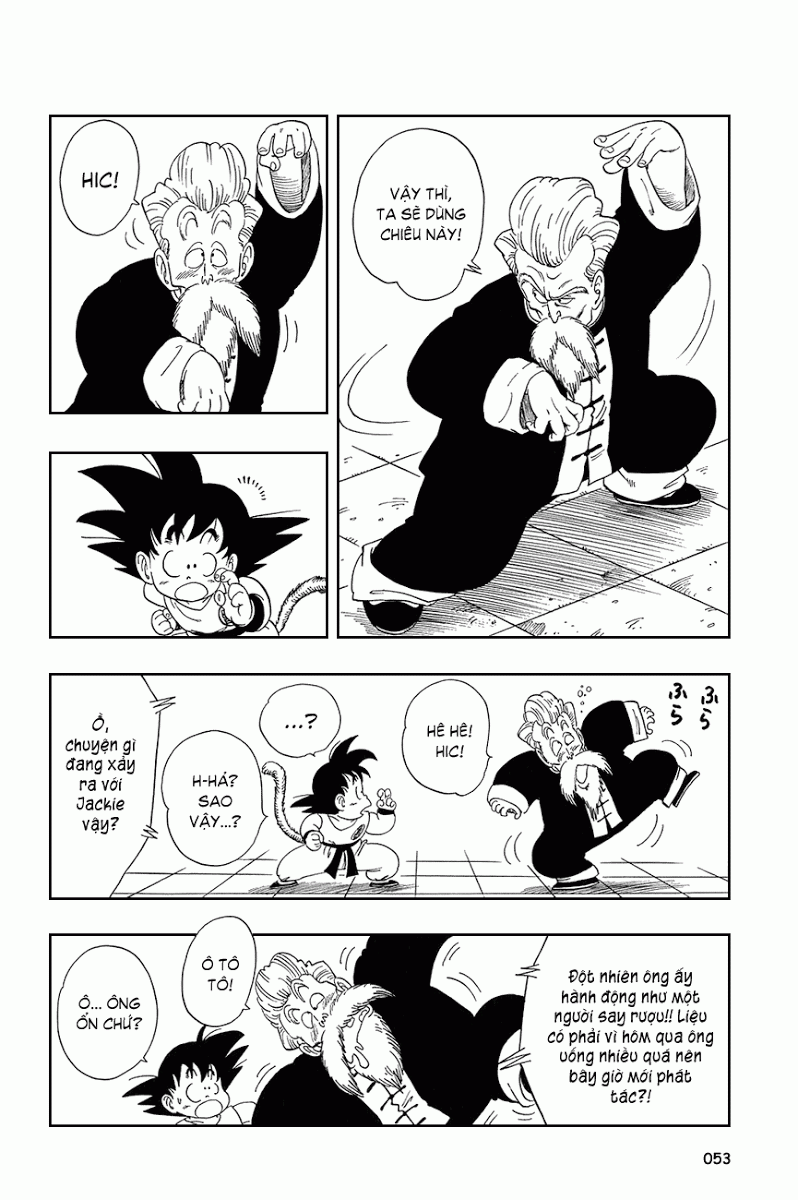 VẬY THÌ,
TA SẼ DÙNG
CHIÊU NÀY!
HIC!
ふら
ふら
HÊ HÊ!
HIC!
...?
H-HẢ?
SAO
VẬY...?
Ồ,
chuyện gì
đang xảy
ra với
Jackie
vậy?
Đột nhiên ông ấy
hành động như một
người say rượu!! Liệu
có phải vì hôm qua ông
uống nhiều quá nên
bây giờ mới phát
tác?!
Ô TÔ
TÔ!
Ô... ÔNG
ỔN CHỨ?
053